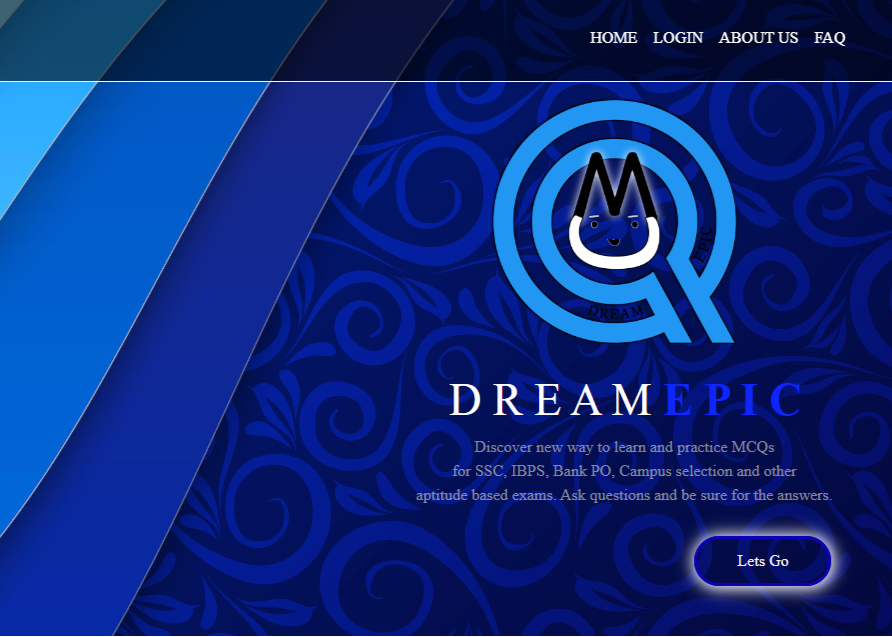 HOME LOGIN ABOUT US FAQ
M
EPIC
DREAM
DREAMEPIC
Discover new way to learn and practice MCQs
for SSC, IBPS, Bank PO, Campus selection and other
aptitude based exams. Ask questions and be sure for the answers.
Lets Go